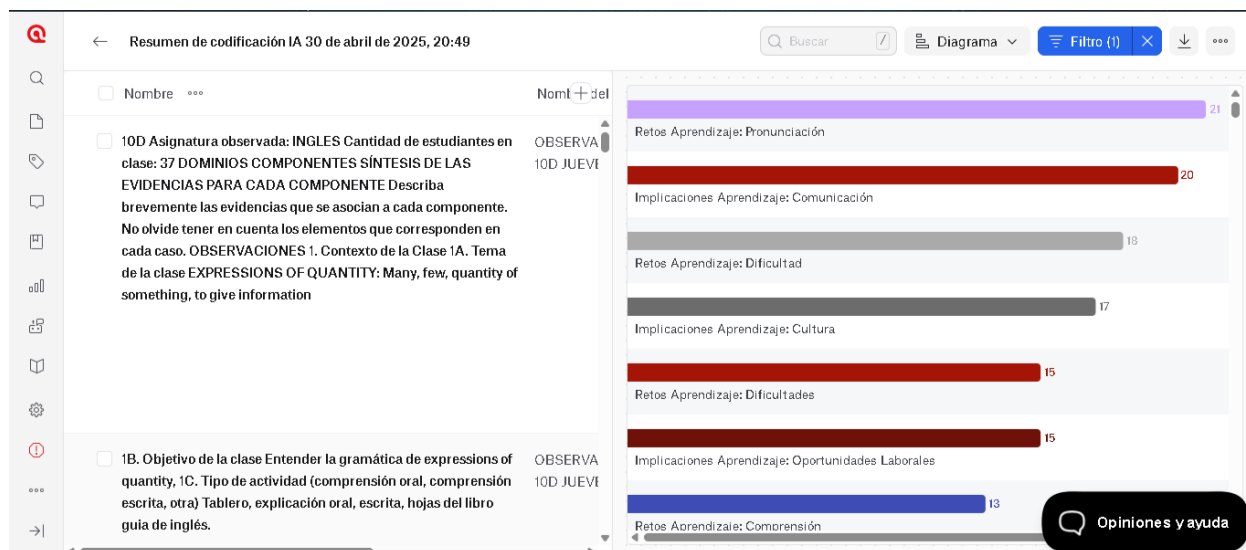 Resumen de codificación IA 30 de abril de 2025, 20:49
Buscar
/
Diagrama
Filtro (1)
Nombre
10D Asignatura observada: INGLES Cantidad de estudiantes en
clase: 37 DOMINIOS COMPONENTES SÍNTESIS DE LAS
EVIDENCIAS PARA CADA COMPONENTE Describa
brevemente las evidencias que se asocian a cada componente.
No olvide tener en cuenta los elementos que corresponden en
cada caso. OBSERVACIONES 1. Contexto de la Clase 1A. Tema
de la clase EXPRESSIONS OF QUANTITY: Many, few, quantity of
something, to give information
OBSERVA
10D JUEVE
1B. Objetivo de la clase Entender la gramática de expressions of
quantity, 1C. Tipo de actividad (comprensión oral, comprensión
escrita, otra) Tablero, explicación oral, escrita, hojas del libro
guia de inglés.
OBSERVA
10D JUEVE
21
Retos Aprendizaje: Pronunciación
20
Implicaciones Aprendizaje: Comunicación
18
Retos Aprendizaje: Dificultad
17
Implicaciones Aprendizaje: Cultura
15
Retos Aprendizaje: Dificultades
15
Implicaciones Aprendizaje: Oportunidades Laborales
13
Retos Aprendizaje: Comprensión
Opiniones y ayuda